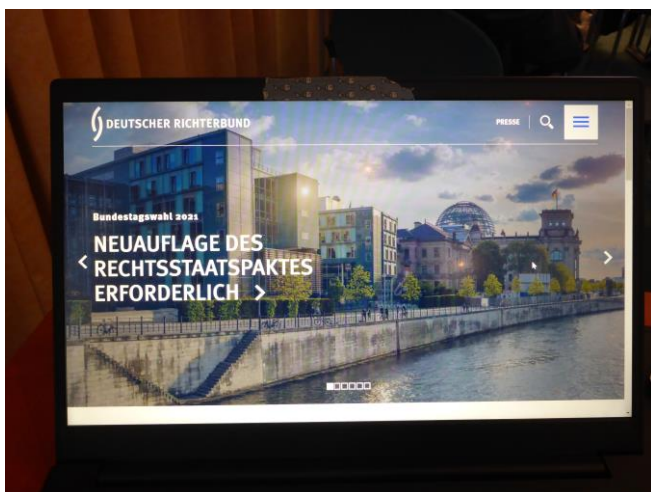 DEUTSCHER RICHTERBUND
PRESSE
Bundestagswahl 2021
NEUAUFLAGE DES
RECHTSSTAATSPAKTES
ERFORDERLICH